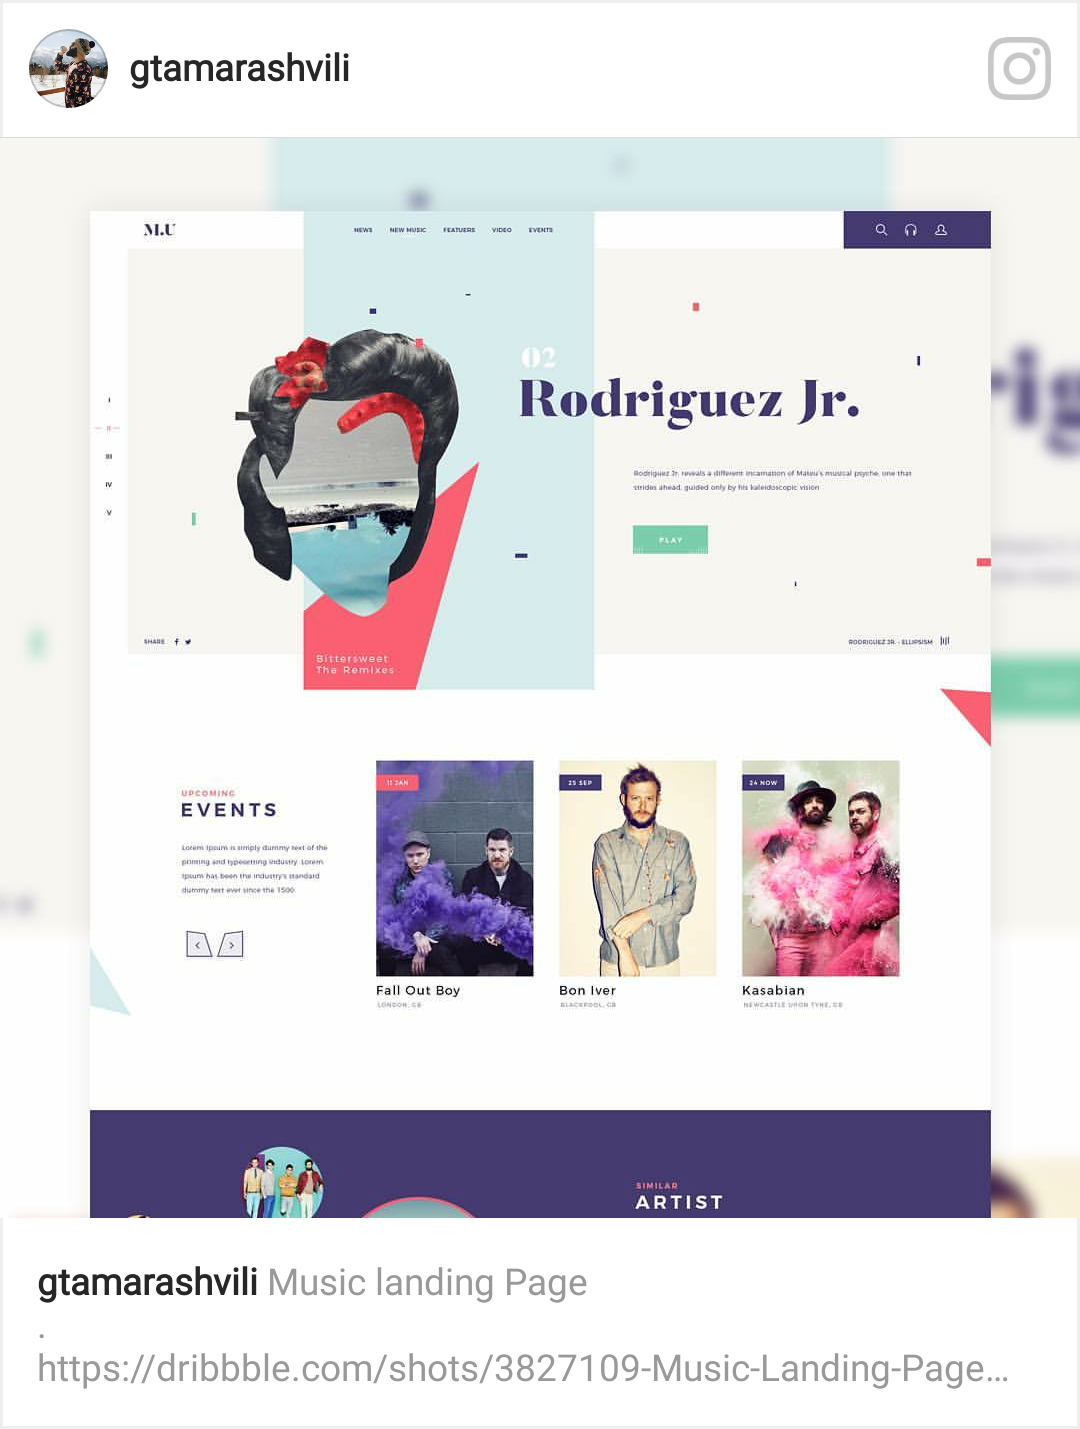 gtamarashvili
M.U
NEWS NEW MUSIC FEATUERS VIDEO EVENTS
02
Rodriguez Jr.
I
II
III
IV
V
Rodriguez Jr. reveals a different incarnation of Mateu's musical psyche, one that
strides ahead, guided only by his kaleidoscopic vision
PLAY
SHARE
RODRIGUEZ JR. - ELLIPSISM
Bittersweet
The Remixes
UPCOMING
EVENTS
Lorem Ipsum is simply dummy text of the
printing and typesetting industry. Lorem
Ipsum has been the industry's standard
dummy text ever since the 1500
11 JAN
Fall Out Boy
LONDON, GB
25 SEP
Bon Iver
BLACKPOOL, GB
24 NOW
Kasabian
NEWCASTLE UPON TYNE, GB
SIMILAR
ARTIST
gtamarashvili Music landing Page
.
https://dribbble.com/shots/3827109-Music-Landing-Page...